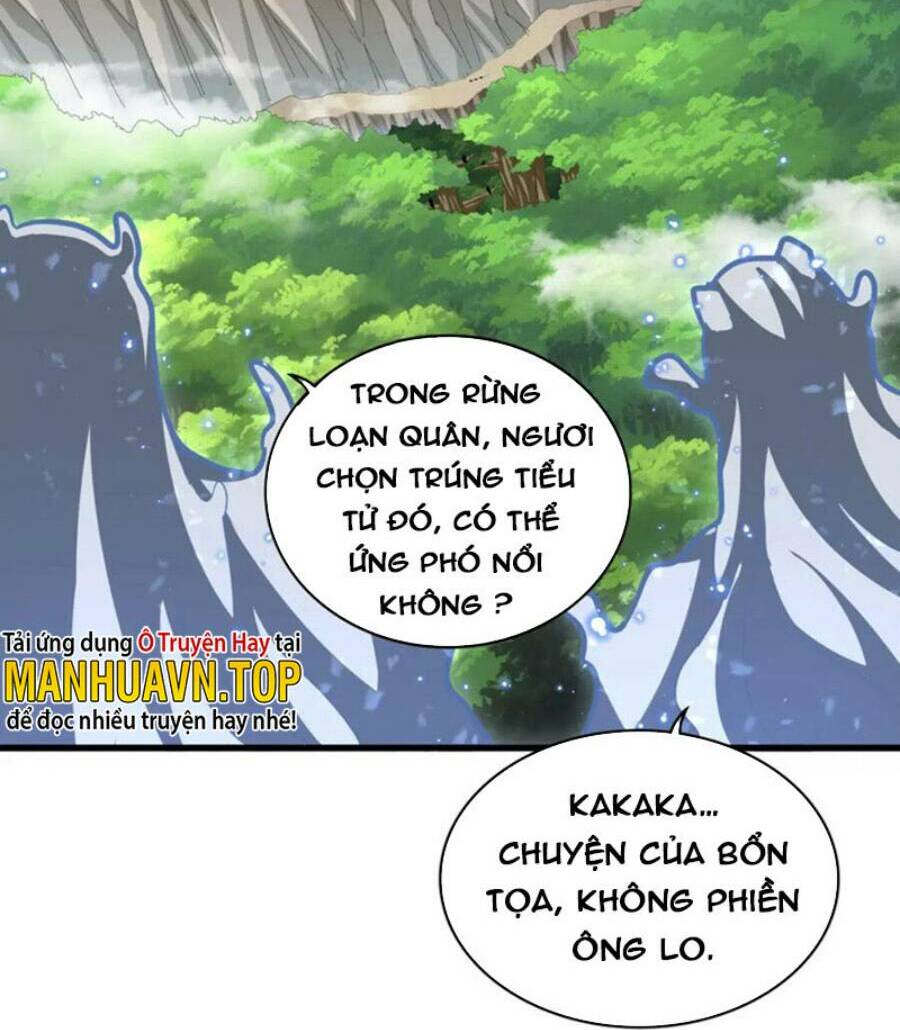 TRONG RỪNG
LOẠN QUÂN, NGƯƠI
CHỌN TRÚNG TIỂU
TỬ ĐÓ, CÓ THỂ
ỨNG PHÓ NỔI
KHÔNG ?
Tải ứng dụng Ô Truyện Hay tại
MANHUAVN.TOP
để đọc nhiều truyện hay nhé!
KAKAKA...
CHUYỆN CỦA BỔN
TỌA, KHÔNG PHIỀN
ÔNG LO.